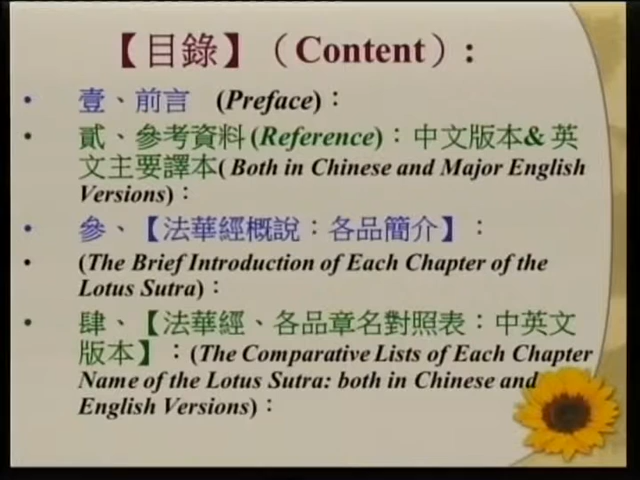 【目錄】（Content）:
• 壹、前言 (Preface)：
• 貳、參考資料(Reference)：中文版本& 英
文主要譯本( Both in Chinese and Major English
Versions)：
• 參、【法華經概說：各品簡介】：
• (The Brief Introduction of Each Chapter of the
Lotus Sutra)：
• 肆、【法華經、各品章名對照表：中英文
版本】：(The Comparative Lists of Each Chapter
Name of the Lotus Sutra: both in Chinese and
English Versions)：